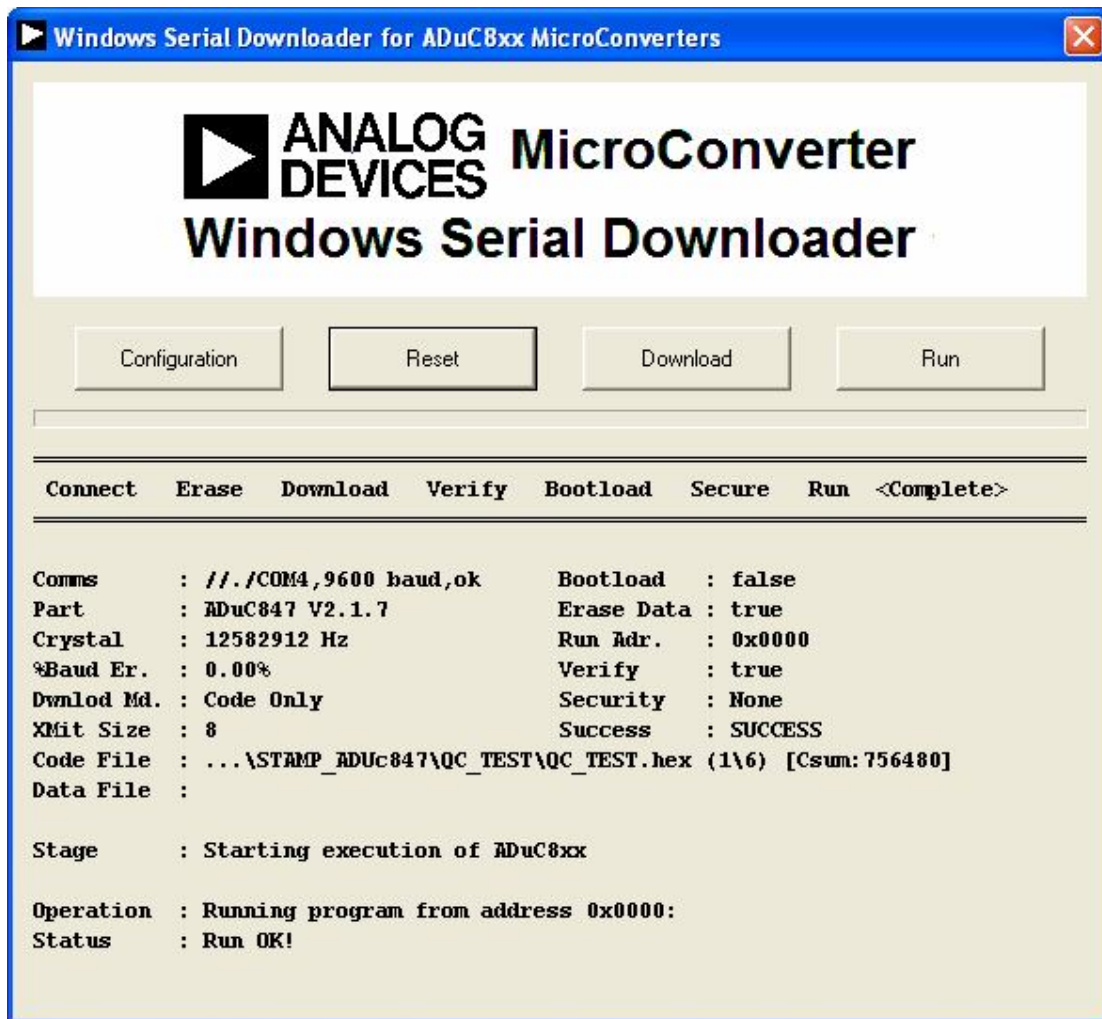 Windows Serial Downloader for ADuC8xx MicroConverters
ANALOG DEVICES MicroConverter
Windows Serial Downloader
Configuration Reset Download Run
Connect Erase Download Verify Bootload Secure Run <Complete>
Comms : //./COM4,9600 baud,ok Bootload : false
Part : ADuC847 V2.1.7 Erase Data : true
Crystal : 12582912 Hz Run Adr. : 0x0000
%Baud Er. : 0.00% Verify : true
Dwnlod Md. : Code Only Security : None
XMit Size : 8 Success : SUCCESS
Code File : ...\STAMP_ADUc847\QC_TEST\QC_TEST.hex (1\6) [Csum:756480]
Data File :
Stage : Starting execution of ADuC8xx
Operation : Running program from address 0x0000:
Status : Run OK!